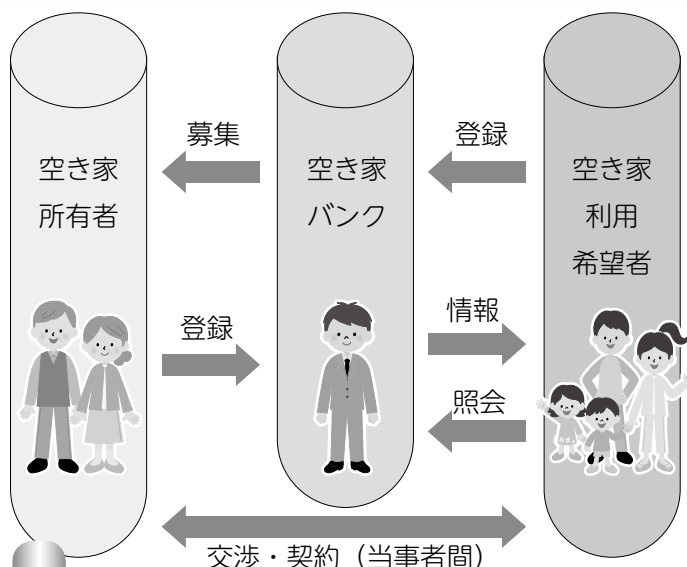 募集
登録
空き家
所有者
空き家
バンク
空き家
利用
希望者
登録
情報
照会
交渉・契約（当事者間）